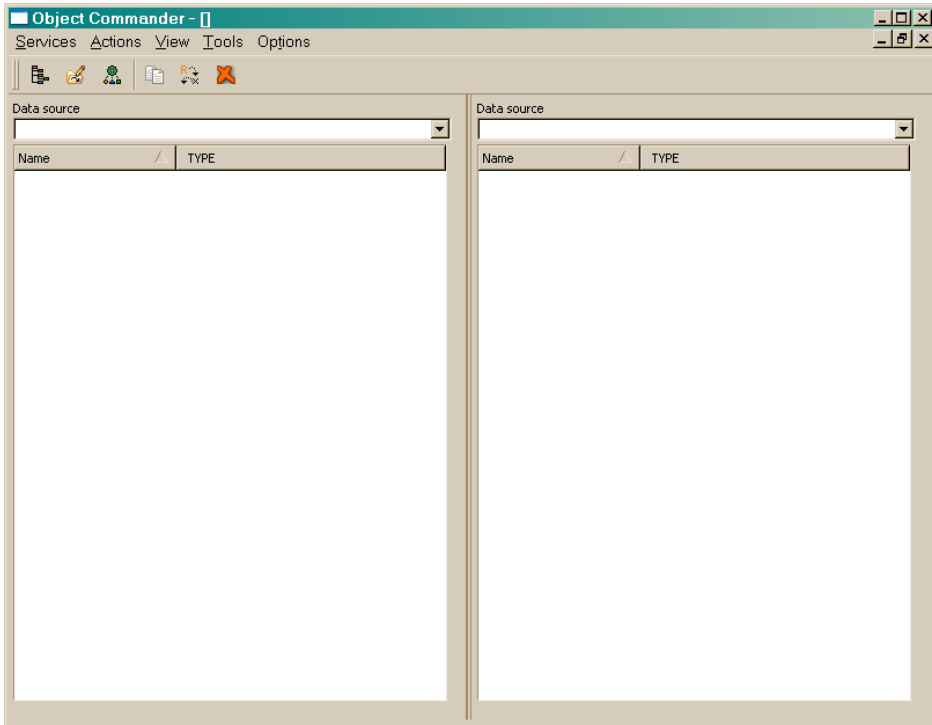 Object Commander - []
Services Actions View Tools Options
Data source
Name TYPE
Data source
Name TYPE